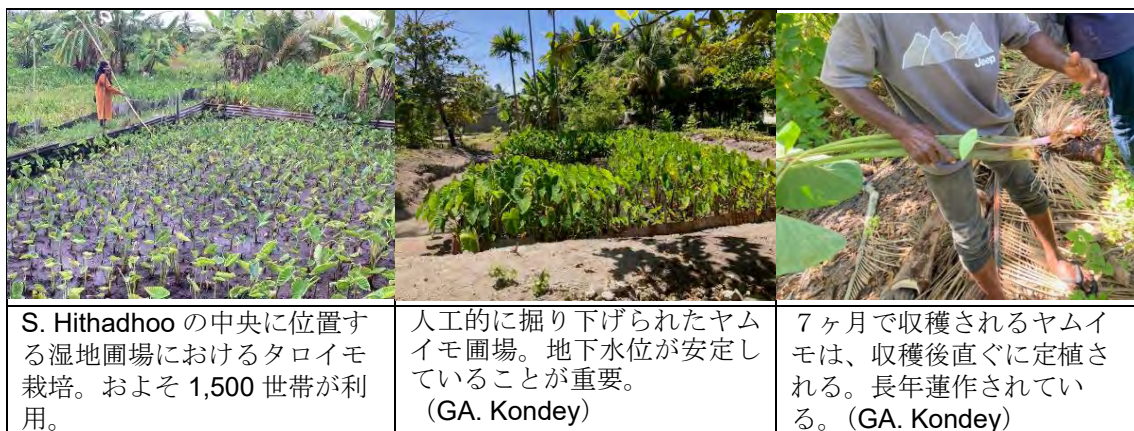 Jeep
S. Hithadhoo の中央に位置す
る湿地圃場におけるタロイモ
栽培。およそ 1,500 世帯が利
用。
人工的に掘り下げられたヤム
イモ圃場。地下水位が安定し
ていることが重要。
（GA. Kondey）
７ヶ月で収穫されるヤムイ
モは、収穫後直ぐに定植さ
れる。長年蓮作されてい
る。（GA. Kondey）